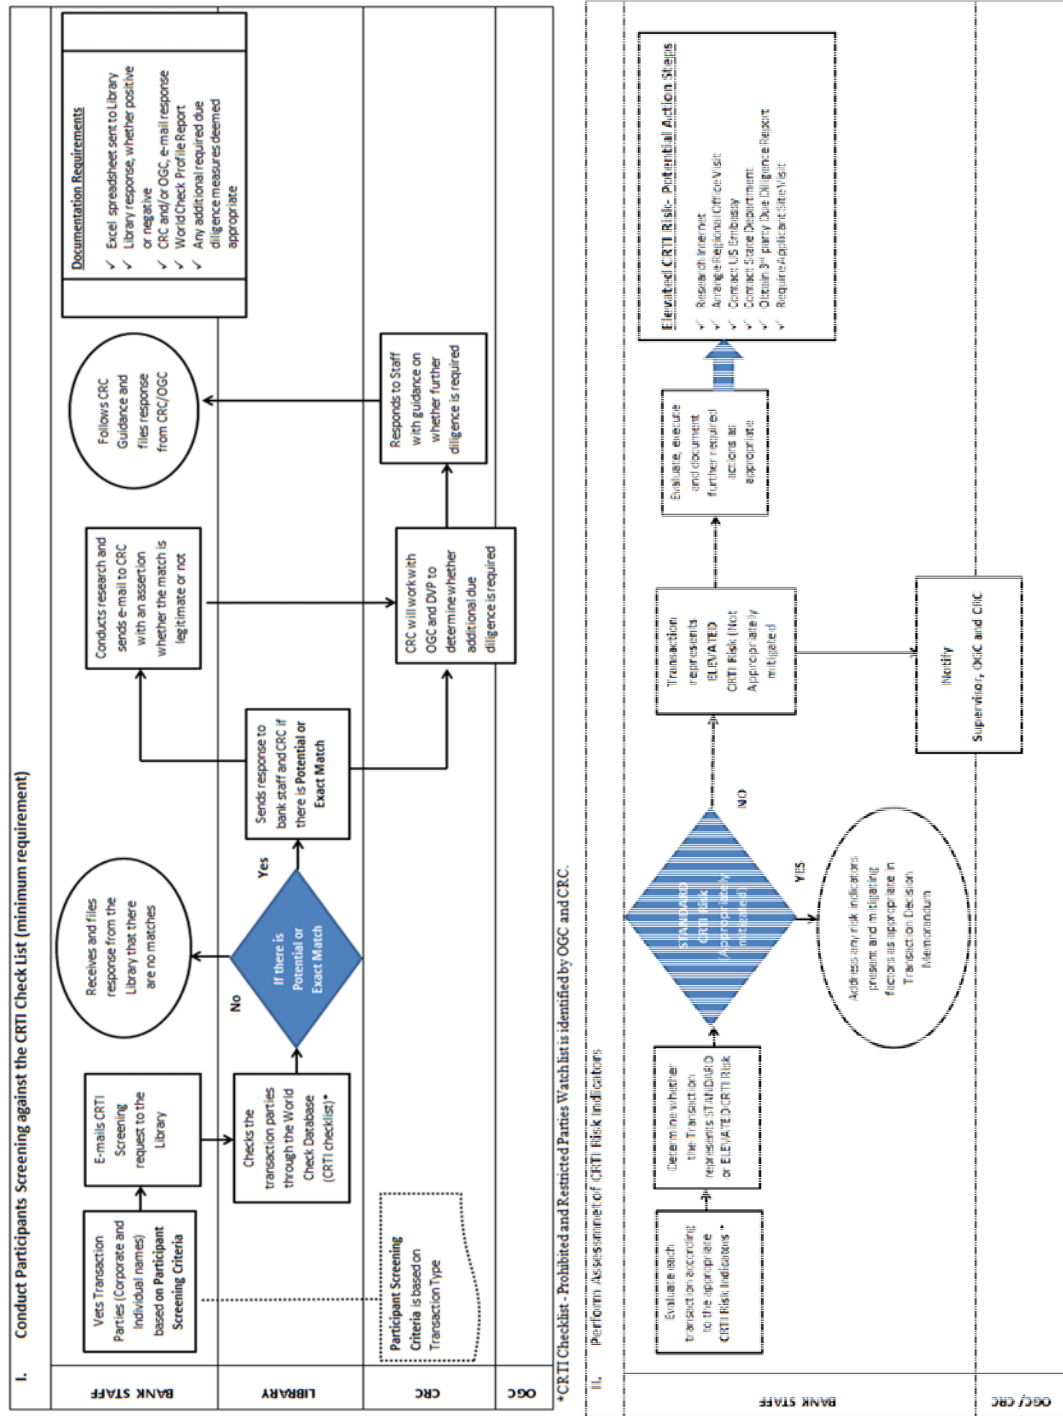 I. Conduct Participants Screening against the CRTI Check List (minimum requirement)
BANK STAFF
Vets Transaction
Parties (Corporate and
Individual names)
based on Participant
Screening Criteria
E-mails CRTI
Screening
request to the
Library
Receives and files
response from the
Library that there
are no matches
Conducts research and
sends e-mail to CRC
with an assertion
whether the match is
legitimate or not
Follows CRC
Guidance and
files response
from CRC/OGC
Documentation Requirements
✓ Excel spreadsheet sent to Library
✓ Library response, whether positive
or negative
✓ CRC and/or OGC, e-mail response
✓ World Check Profile Report
✓ Any additional required due
diligence measures deemed
appropriate
LIBRARY
Checks the
transaction parties
through the World
Check Database
(CRTI checklist)*
No
If there is
Potential or
Exact Match
Yes
Sends response to
bank staff and CRC if
there is Potential or
Exact Match
CRC
Participant Screening
Criteria is based on
Transaction Type
CRC will work with
OGC and DVP to
determine whether
additional due
diligence is required
Responds to Staff
with guidance on
whether further
diligence is required
OGC
*CRTI Checklist - Prohibited and Restricted Parties Watchlist is identified by OGC and CRC.
II. Perform Assessmnet of CRTI Risk Indicators
BANK STAFF
Evaluate each
transaction according
to the appropriate
CRTI Risk Indicators *
Determine whether
the Transaction
represents STANDARD
or ELEVATED CRTI Risk
STANDARD
CRTI Risk
(Appropriately
mitigated)
NO
YES
Address any risk indicators
present and mitigating
factors as appropriate in
Transaction Decision
Memorandum
Transaction
represents
ELEVATED
CRTI Risk (Not
Appropriately
mitigated
Evaluate, execute
and document
further required
actions as
appropriate
Elevated CRTI Risk- Potential Action Steps
✓ Research Internet
✓ Arrange Regional Office Visit
✓ Contact US Embassy
✓ Contact State Department
✓ Obtain 3rd party Due Diligence Report
✓ Require Applicant Site Visit
OGC/ CRC
Notify
Supervisor, OGC and CRC